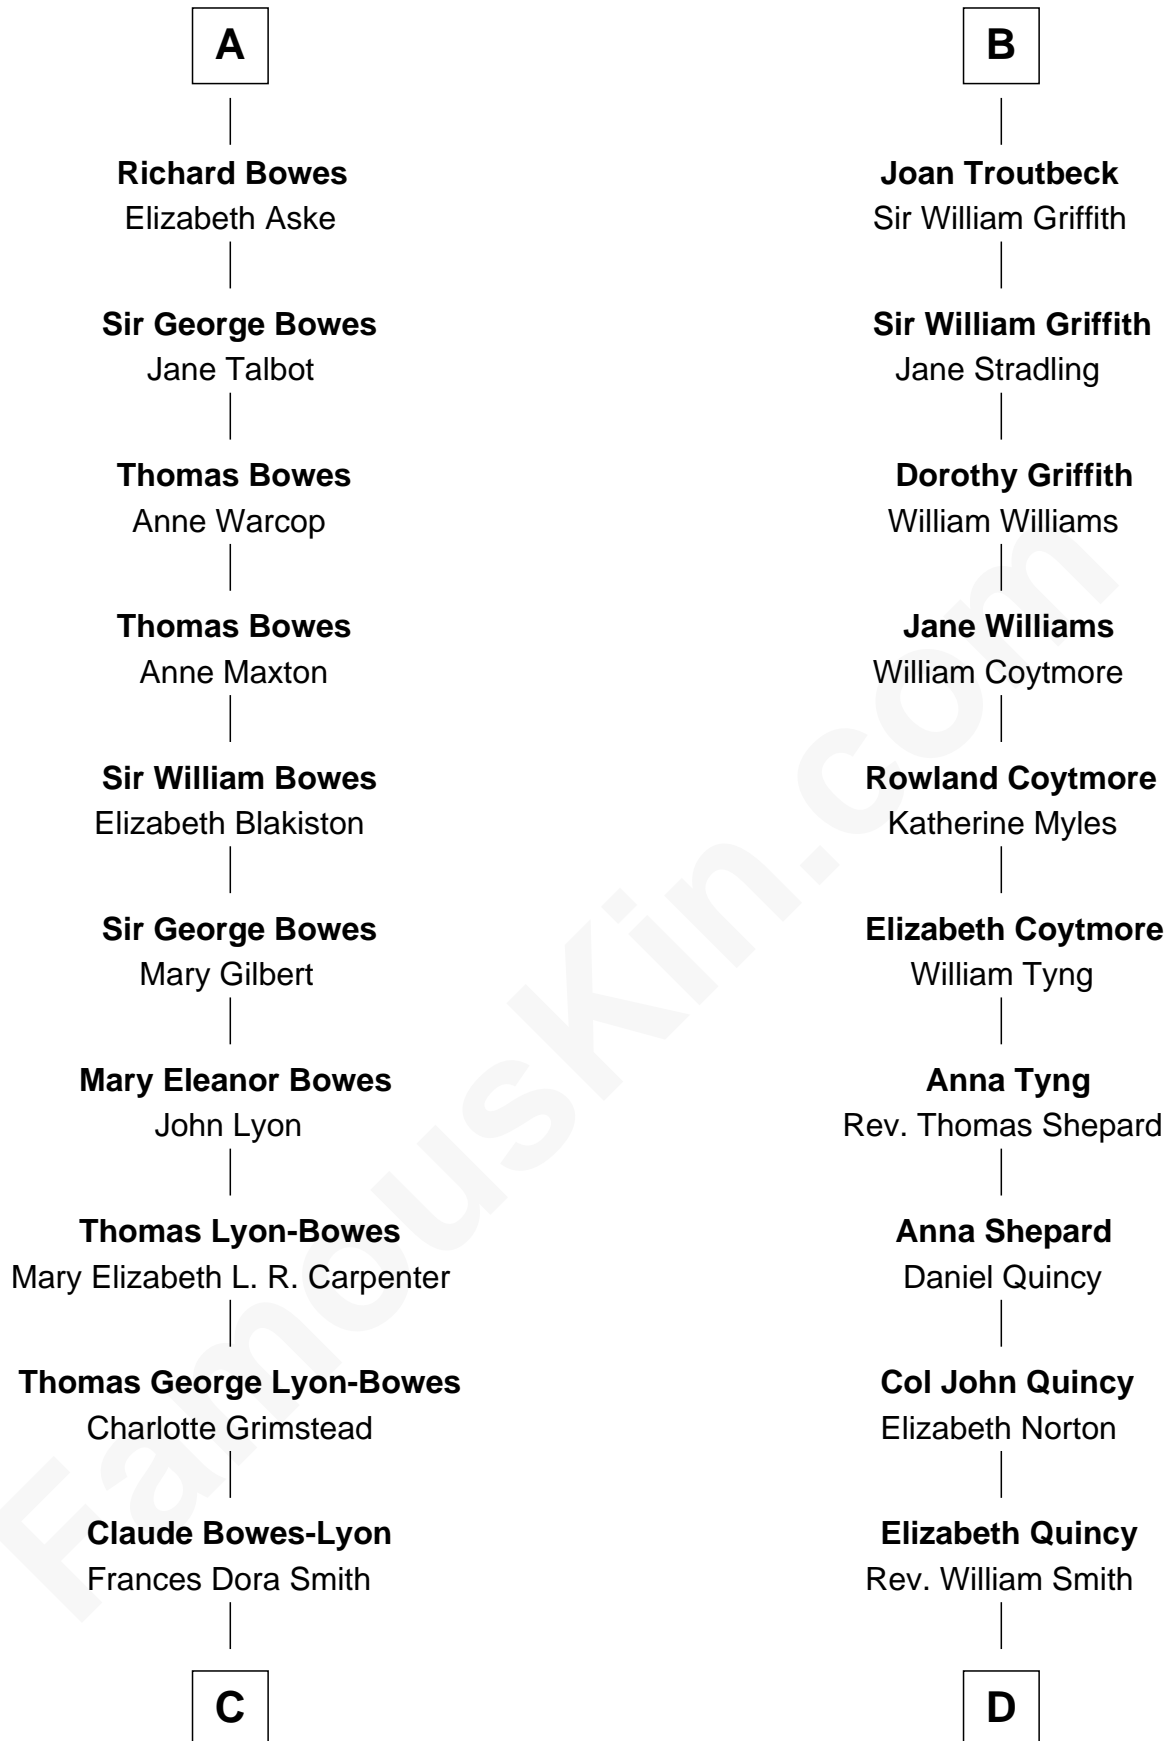 A
Richard Bowes
Elizabeth Aske
Sir George Bowes
Jane Talbot
Thomas Bowes
Anne Warcop
Thomas Bowes
Anne Maxton
Sir William Bowes
Elizabeth Blakiston
Sir George Bowes
Mary Gilbert
Mary Eleanor Bowes
John Lyon
Thomas Lyon-Bowes
Mary Elizabeth L. R. Carpenter
Thomas George Lyon-Bowes
Charlotte Grimstead
Claude Bowes-Lyon
Frances Dora Smith
C
B
Joan Troutbeck
Sir William Griffith
Sir William Griffith
Jane Stradling
Dorothy Griffith
William Williams
Jane Williams
William Coytmore
Rowland Coytmore
Katherine Myles
Elizabeth Coytmore
William Tyng
Anna Tyng
Rev. Thomas Shepard
Anna Shepard
Daniel Quincy
Col John Quincy
Elizabeth Norton
Elizabeth Quincy
Rev. William Smith
D
FamousKin.com